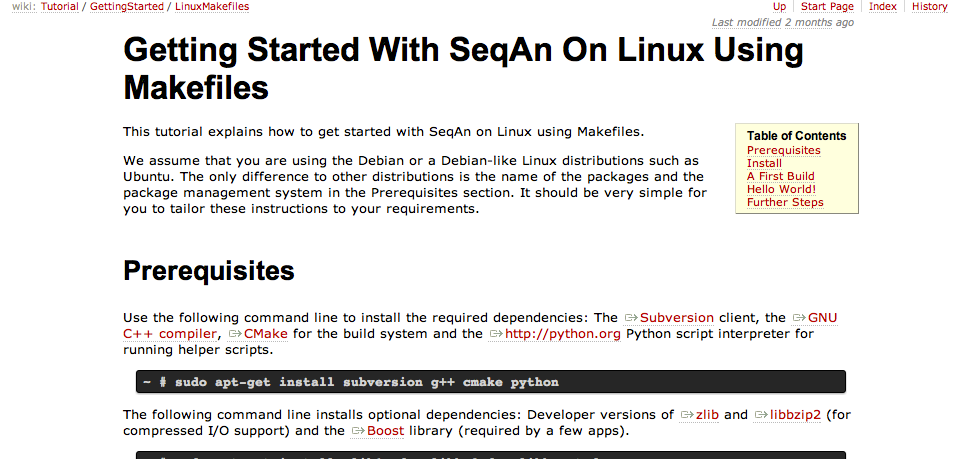 wiki: Tutorial / GettingStarted / LinuxMakefiles
Up | Start Page | Index | History
Last modified 2 months ago
Getting Started With SeqAn On Linux Using
Makefiles
This tutorial explains how to get started with SeqAn on Linux using Makefiles.
We assume that you are using the Debian or a Debian-like Linux distributions such as
Ubuntu. The only difference to other distributions is the name of the packages and the
package management system in the Prerequisites section. It should be very simple for
you to tailor these instructions to your requirements.
Table of Contents
Prerequisites
Install
A First Build
Hello World!
Further Steps
Prerequisites
Use the following command line to install the required dependencies: The Subversion client, the GNU
C++ compiler, CMake for the build system and the http://python.org Python script interpreter for
running helper scripts.
~ # sudo apt-get install subversion g++ cmake python
The following command line installs optional dependencies: Developer versions of zlib and libbzip2 (for
compressed I/O support) and the Boost library (required by a few apps).